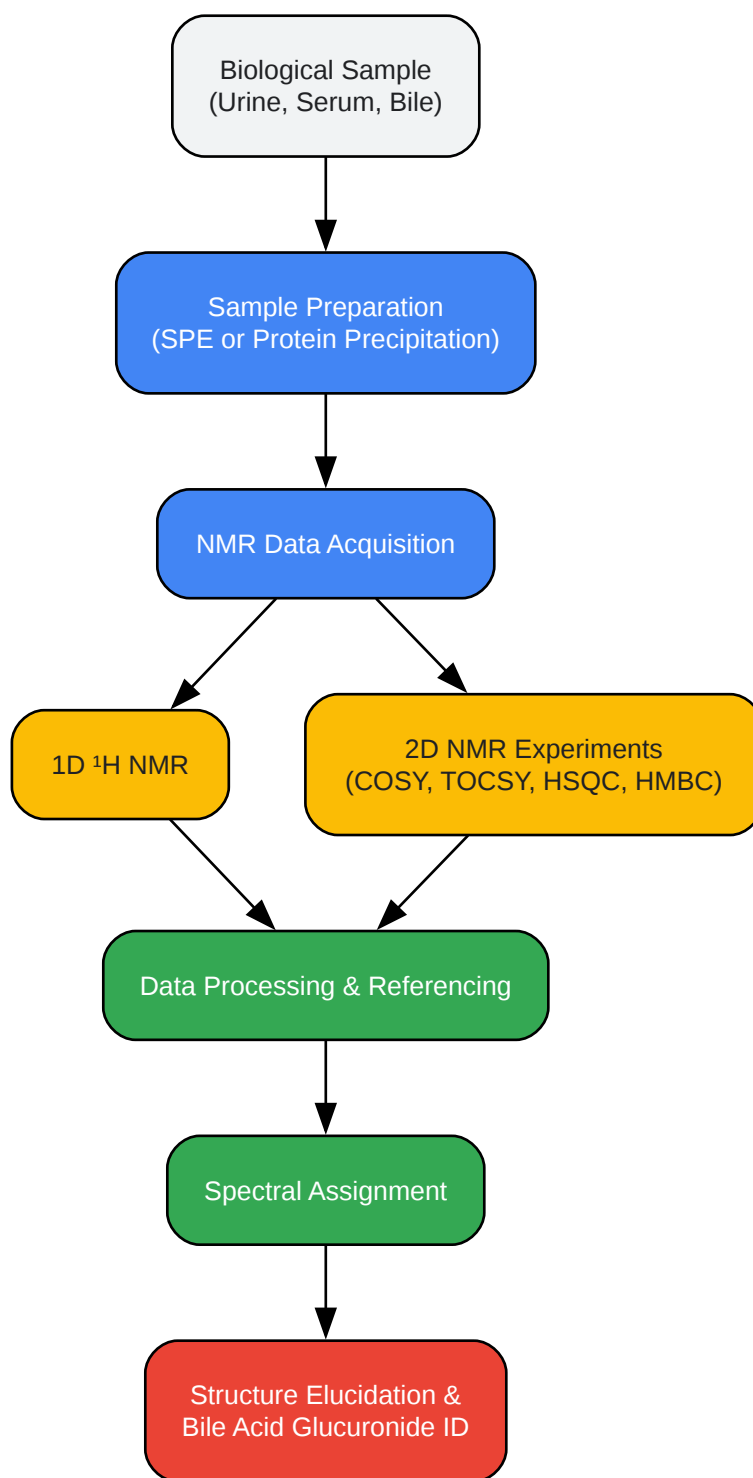 Biological Sample
(Urine, Serum, Bile)
Sample Preparation
(SPE or Protein Precipitation)
NMR Data Acquisition
1D ¹H NMR
2D NMR Experiments
(COSY, TOCSY, HSQC, HMBC)
Data Processing & Referencing
Spectral Assignment
Structure Elucidation &
Bile Acid Glucuronide ID